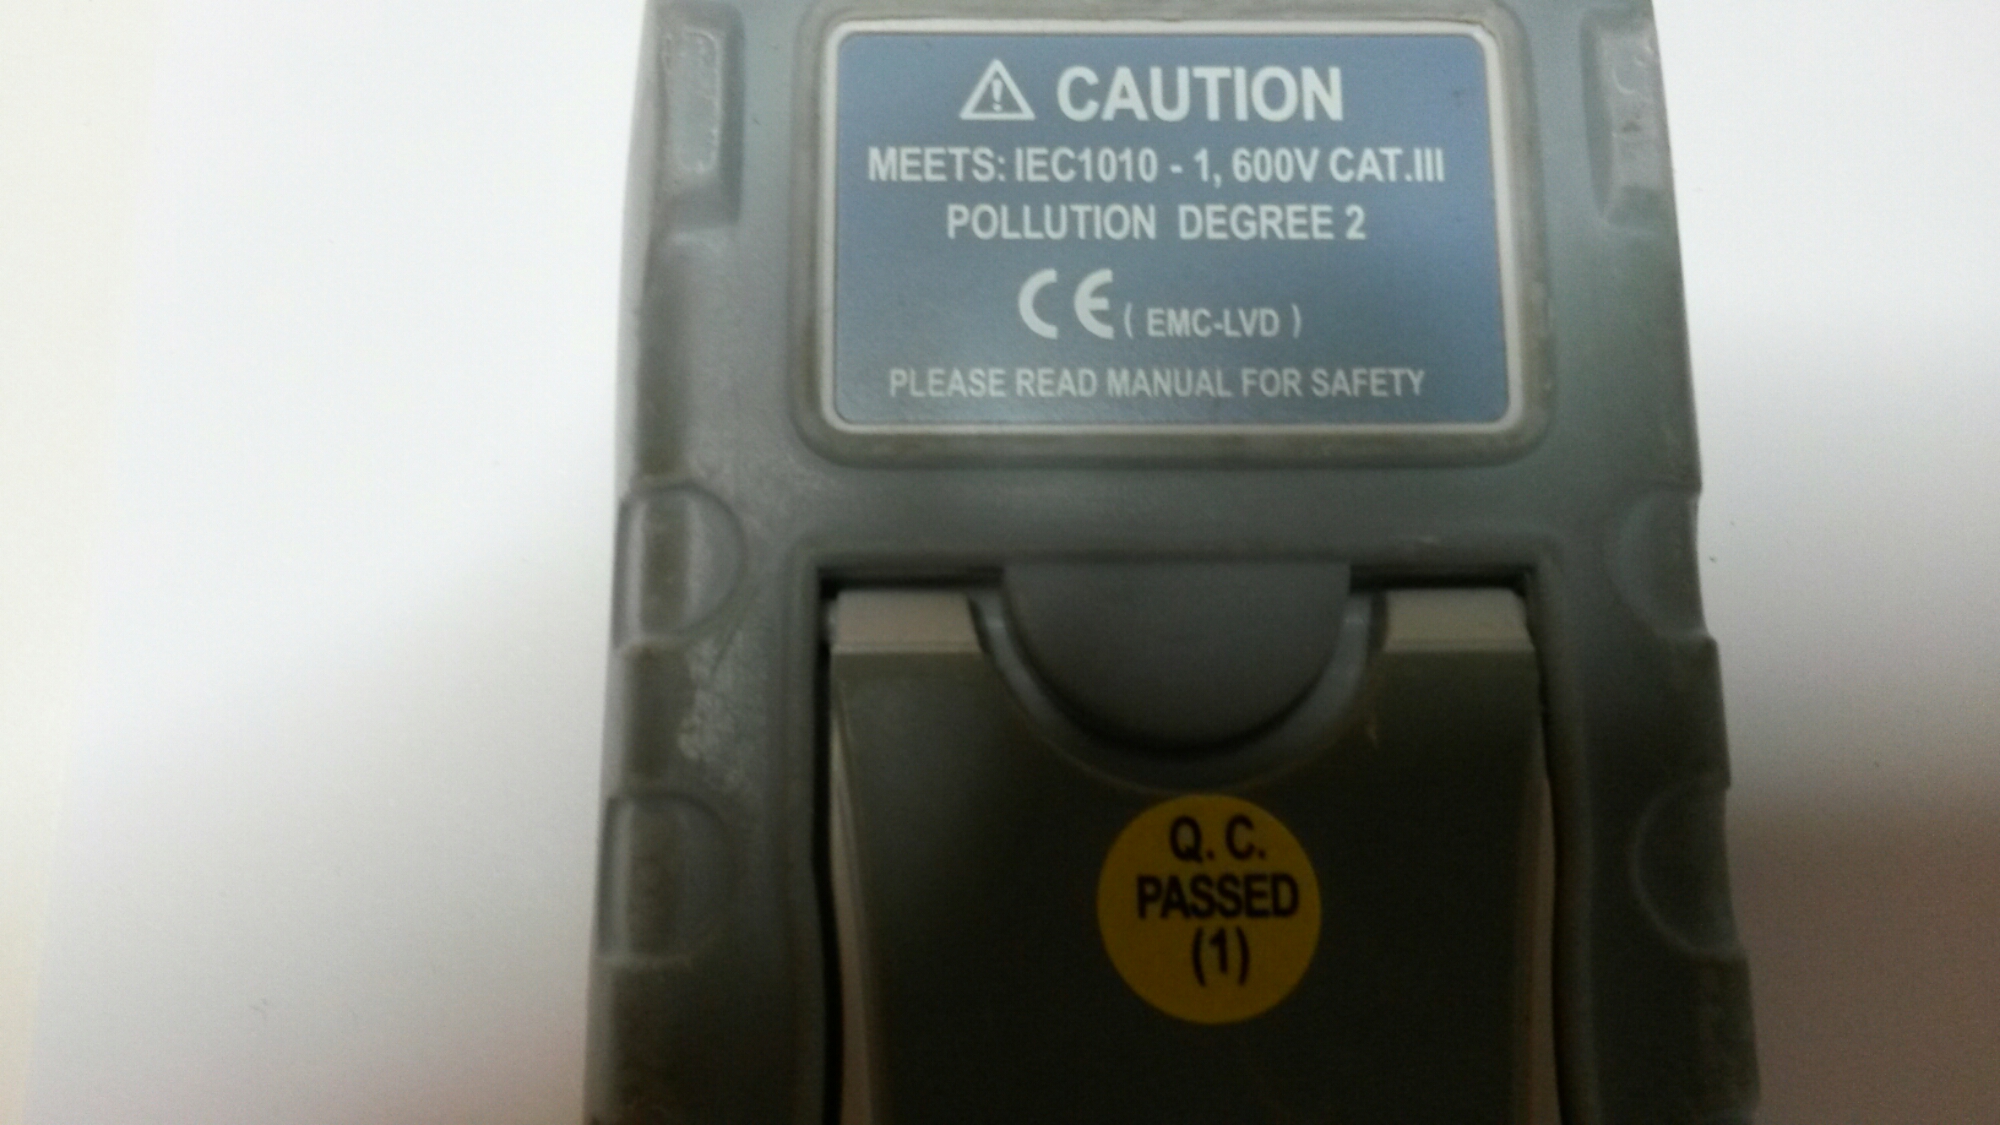 CAUTION
MEETS: IEC1010 - 1, 600V CAT.III
POLLUTION DEGREE 2
CE ( EMC-LVD )
PLEASE READ MANUAL FOR SAFETY
Q. C.
PASSED
(1)